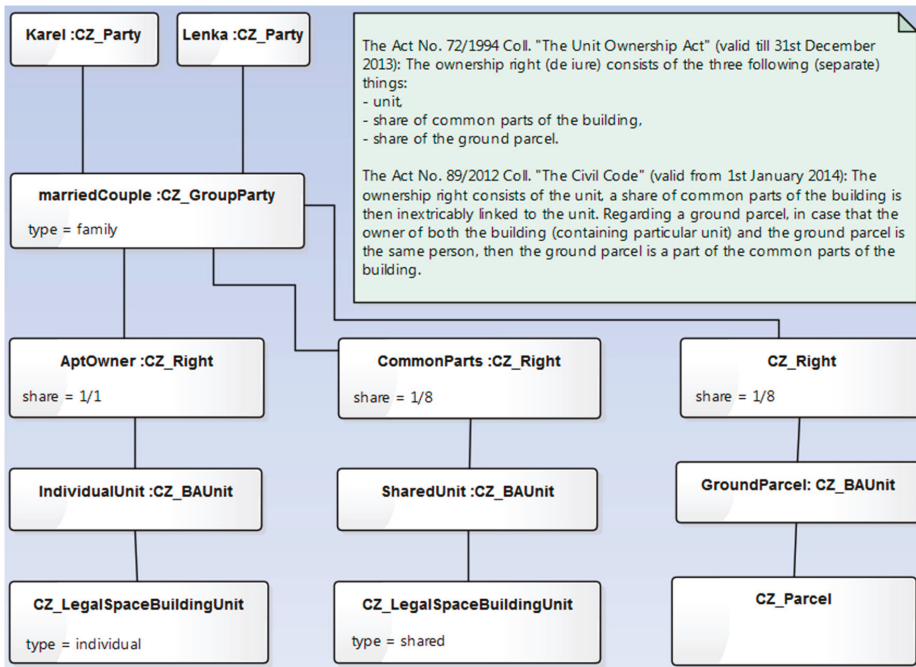 Karel :CZ_Party
Lenka :CZ_Party
The Act No. 72/1994 Coll. "The Unit Ownership Act" (valid till 31st December
2013): The ownership right (de iure) consists of the three following (separate)
things:
- unit,
- share of common parts of the building,
- share of the ground parcel.
The Act No. 89/2012 Coll. "The Civil Code" (valid from 1st January 2014): The
ownership right consists of the unit, a share of common parts of the building is
then inextricably linked to the unit. Regarding a ground parcel, in case that the
owner of both the building (containing particular unit) and the ground parcel is
the same person, then the ground parcel is a part of the common parts of the
building.
marriedCouple :CZ_GroupParty
type = family
AptOwner :CZ_Right
share = 1/1
CommonParts :CZ_Right
share = 1/8
CZ_Right
share = 1/8
IndividualUnit :CZ_BAUnit
SharedUnit :CZ_BAUnit
GroundParcel: CZ_BAUnit
CZ_LegalSpaceBuildingUnit
type = individual
CZ_LegalSpaceBuildingUnit
type = shared
CZ_Parcel